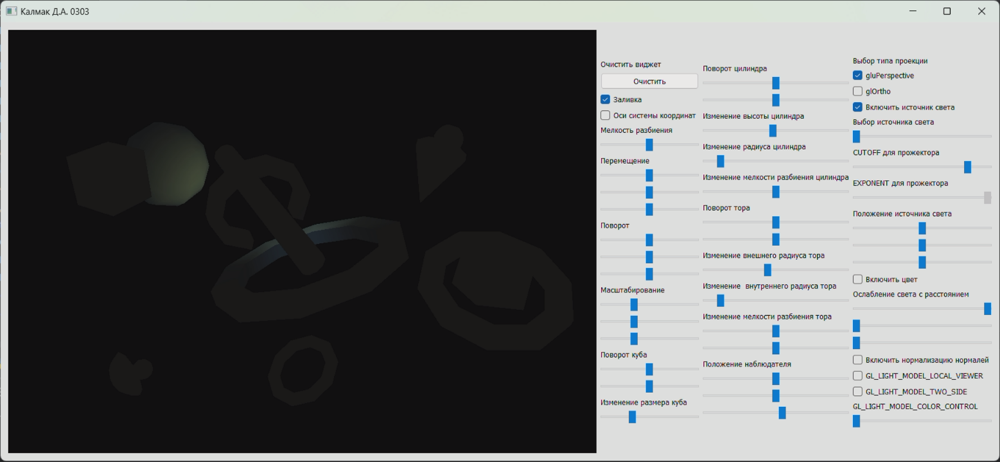 Калмак Д.А. 0303
Очистить виджет
Очистить
Заливка
Оси системы координат
Мелкость разбиения
Перемещение
Поворот
Масштабирование
Поворот куба
Изменение размера куба
Поворот цилиндра
Изменение высоты цилиндра
Изменение радиуса цилиндра
Изменении мелкости разбиения цилиндра
Поворот тора
Изменение внешнего радиуса тора
Изменение  внутреннего радиуса тора
Изменение мелкости разбиения тора
Положение наблюдателя
Выбор типа проекции
gluPerspective
glOrtho
Включить источник света
Выбор источника света
CUTOFF для прожектора
EXPONENT для прожектора
Положение источника света
Включить цвет
Ослабление света с расстоянием
Включить нормализацию нормалей
GL_LIGHT_MODEL_LOCAL_VIEWER
GL_LIGHT_MODEL_TWO_SIDE
GL_LIGHT_MODEL_COLOR_CONTROL